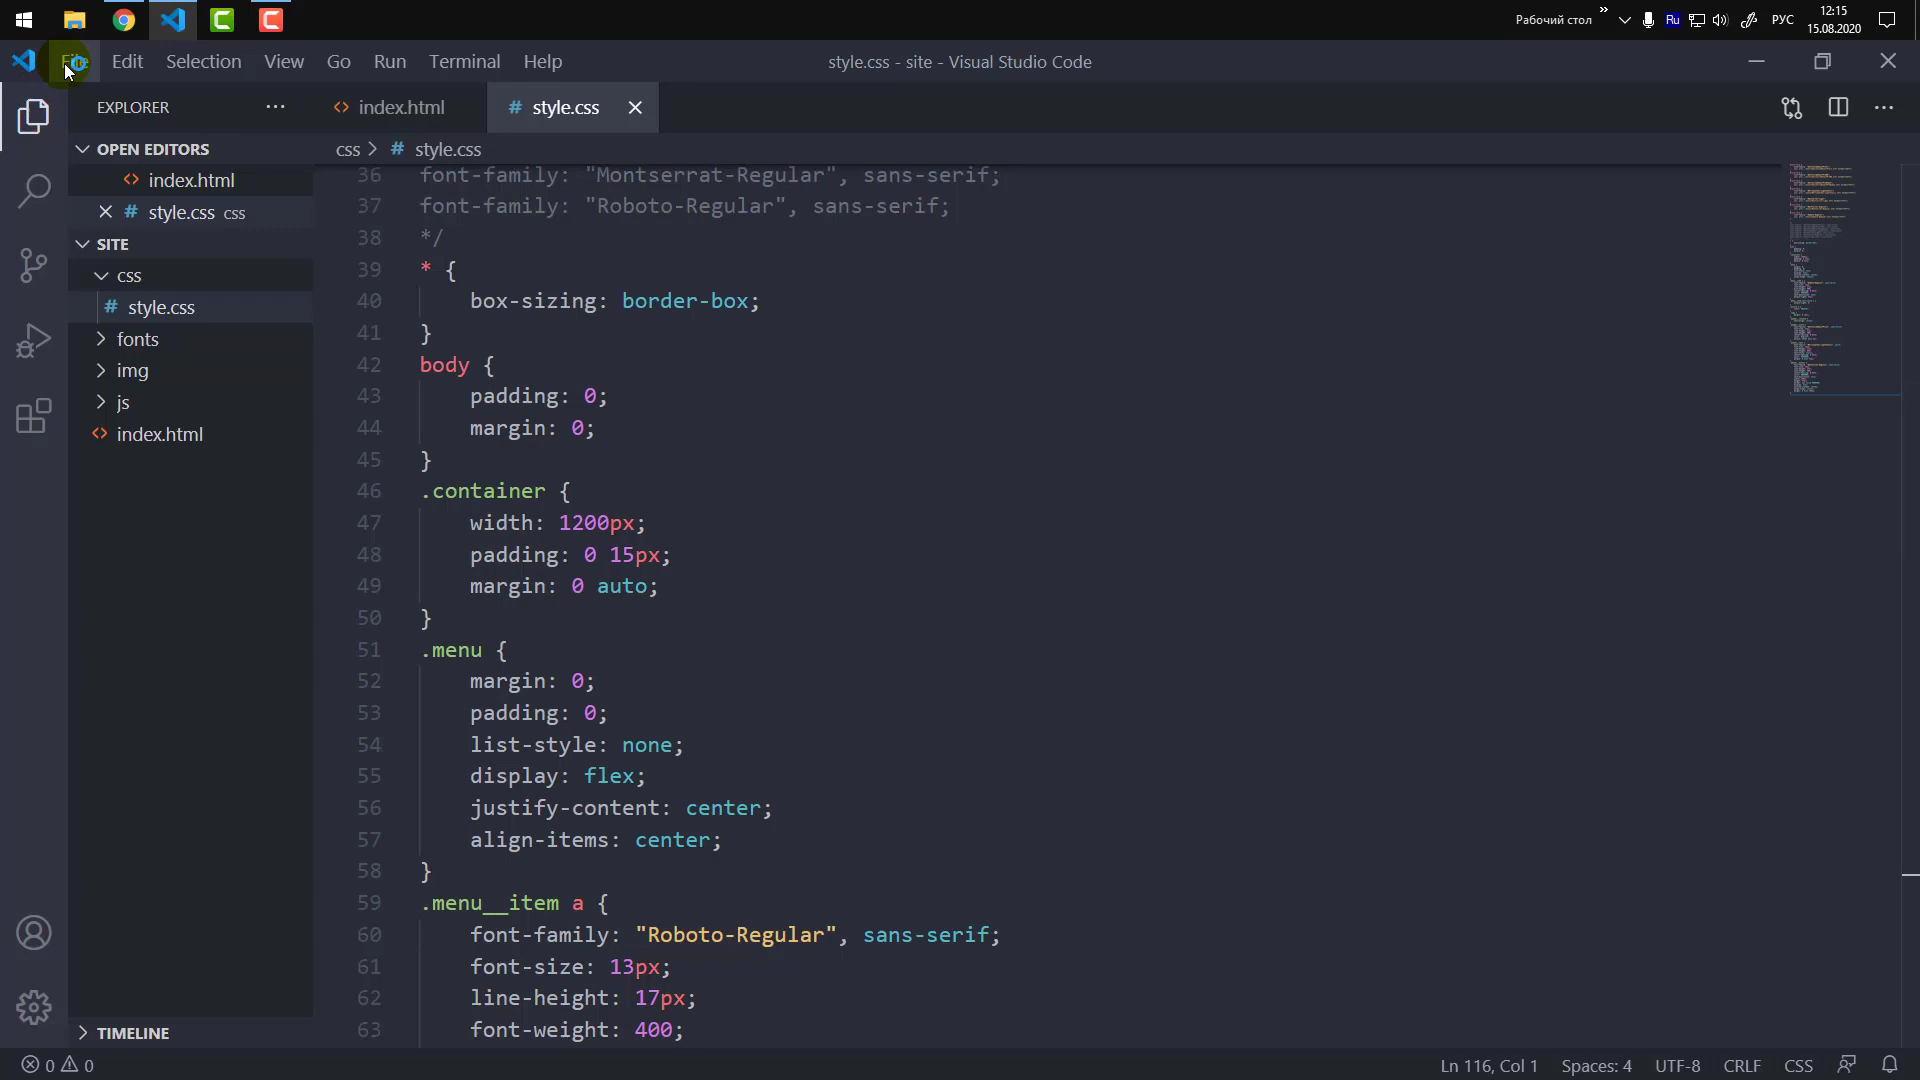 Рабочий стол » Ru РУС 12:15
15.08.2020
File Edit Selection View Go Run Terminal Help
style.css - site - Visual Studio Code
EXPLORER
index.html
# style.css
OPEN EDITORS
index.html
# style.css css
SITE
css
# style.css
fonts
img
js
index.html
TIMELINE
css > # style.css
36 font-family: "Montserrat-Regular", sans-serif;
37 font-family: "Roboto-Regular", sans-serif;
38 */
39 * {
40 box-sizing: border-box;
41 }
42 body {
43 padding: 0;
44 margin: 0;
45 }
46 .container {
47 width: 1200px;
48 padding: 0 15px;
49 margin: 0 auto;
50 }
51 .menu {
52 margin: 0;
53 padding: 0;
54 list-style: none;
55 display: flex;
56 justify-content: center;
57 align-items: center;
58 }
59 .menu__item a {
60 font-family: "Roboto-Regular", sans-serif;
61 font-size: 13px;
62 line-height: 17px;
63 font-weight: 400;
0 0
Ln 116, Col 1 Spaces: 4 UTF-8 CRLF CSS